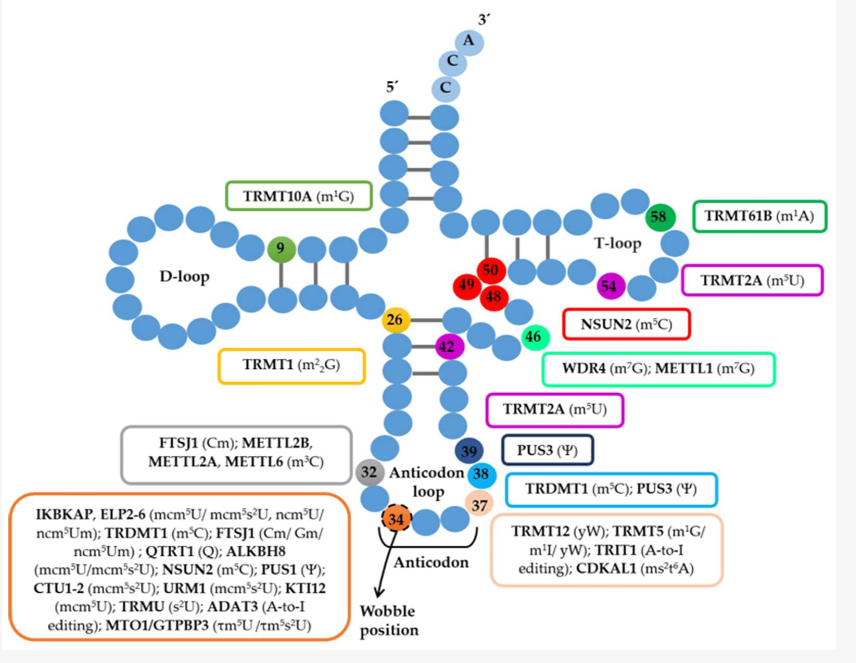 3´
A
C
C
5´
TRMT10A (m¹G)
58
TRMT61B (m¹A)
T-loop
9
D-loop
50
49
48
54
TRMT2A (m⁵U)
26
NSUN2 (m⁵C)
46
42
TRMT1 (m²₂G)
WDR4 (m⁷G); METTL1 (m⁷G)
TRMT2A (m⁵U)
FTSJ1 (Cm); METTL2B,
METTL2A, METTL6 (m³C)
39
PUS3 (Ψ)
32
Anticodon
loop
38
TRDMT1 (m⁵C); PUS3 (Ψ)
37
34
Anticodon
Wobble
position
IKBKAP, ELP2-6 (mcm⁵U/ mcm⁵s²U, ncm⁵U/
ncm⁵Um); TRDMT1 (m⁵C); FTSJ1 (Cm/ Gm/
ncm⁵Um) ; QTRT1 (Q); ALKBH8
(mcm⁵U/mcm⁵s²U); NSUN2 (m⁵C); PUS1 (Ψ);
CTU1-2 (mcm⁵s²U); URM1 (mcm⁵s²U); KTI12
(mcm⁵U); TRMU (s²U); ADAT3 (A-to-I
editing); MTO1/GTPBP3 (τm⁵U /τm⁵s²U)
TRMT12 (yW); TRMT5 (m¹G/
m¹I/ yW); TRIT1 (A-to-I
editing); CDKAL1 (ms²t⁶A)